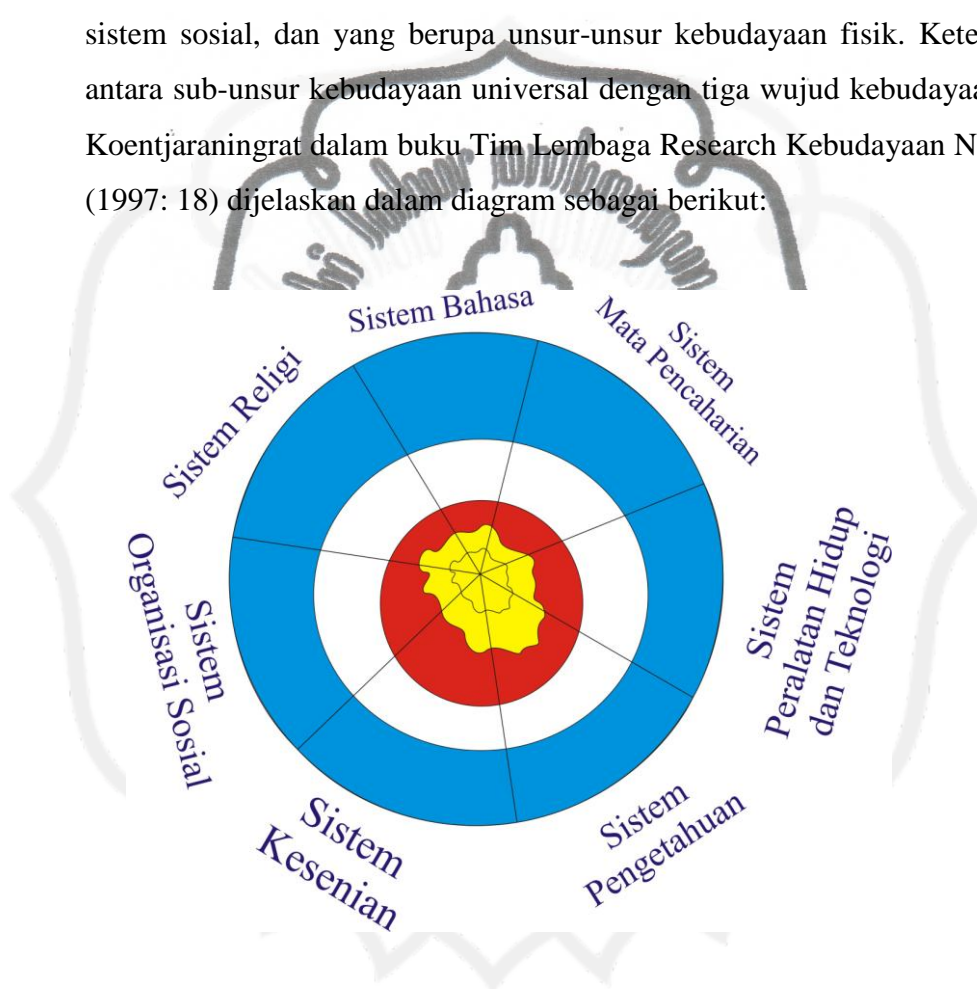 sistem sosial, dan yang berupa unsur-unsur kebudayaan fisik. Kete
antara sub-unsur kebudayaan universal dengan tiga wujud kebudayaa
Koentjaraningrat dalam buku Tim Lembaga Research Kebudayaan N
(1997: 18) dijelaskan dalam diagram sebagai berikut:
Sistem Bahasa
Sistem
Mata Pencaharian
Sistem Religi
Sistem
Peralatan Hidup
dan Teknologi
Sistem
Organisasi Sosial
Sistem
Pengetahuan
Sistem
Kesenian